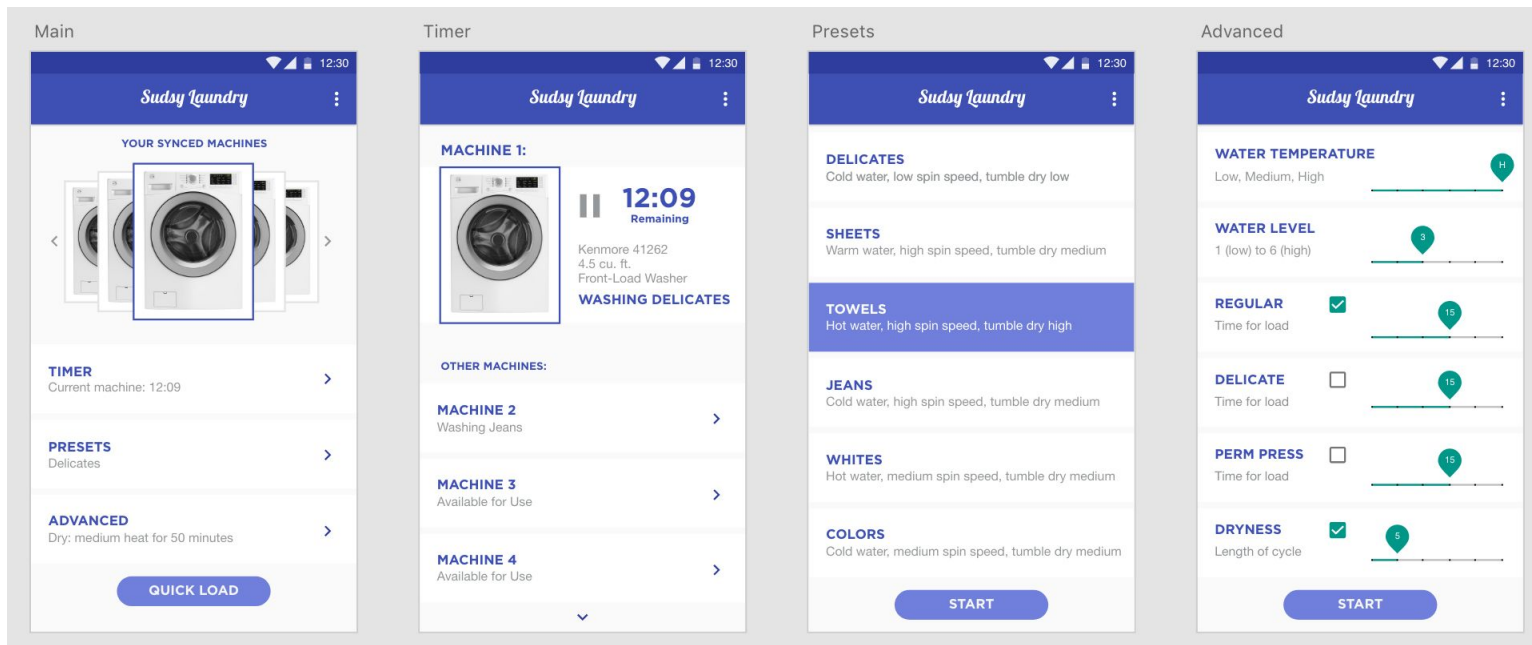 Main
12:30
Sudsy Laundry
YOUR SYNCED MACHINES
TIMER
Current machine: 12:09
PRESETS
Delicates
ADVANCED
Dry: medium heat for 50 minutes
QUICK LOAD
Timer
12:30
Sudsy Laundry
MACHINE 1:
12:09
Remaining
Kenmore 41262
4.5 cu. ft.
Front-Load Washer
WASHING DELICATES
OTHER MACHINES:
MACHINE 2
Washing Jeans
MACHINE 3
Available for Use
MACHINE 4
Available for Use
Presets
12:30
Sudsy Laundry
DELICATES
Cold water, low spin speed, tumble dry low
SHEETS
Warm water, high spin speed, tumble dry medium
TOWELS
Hot water, high spin speed, tumble dry high
JEANS
Cold water, high spin speed, tumble dry medium
WHITES
Hot water, medium spin speed, tumble dry medium
COLORS
Cold water, medium spin speed, tumble dry medium
START
Advanced
12:30
Sudsy Laundry
WATER TEMPERATURE
Low, Medium, High
H
WATER LEVEL
1 (low) to 6 (high)
3
REGULAR
Time for load
15
DELICATE
Time for load
15
PERM PRESS
Time for load
15
DRYNESS
Length of cycle
5
START